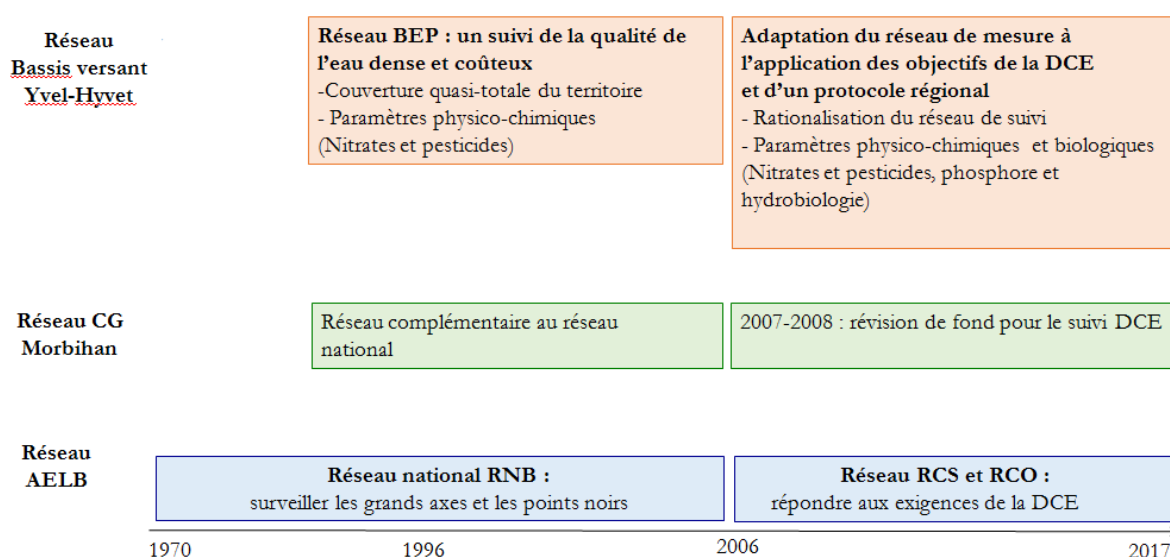 Réseau
Bassis versant
Yvel-Hyvet
Réseau BEP : un suivi de la qualité de
l'eau dense et coûteux
-Couverture quasi-totale du territoire
- Paramètres physico-chimiques
(Nitrates et pesticides)
Adaptation du réseau de mesure à
l'application des objectifs de la DCE
et d'un protocole régional
- Rationalisation du réseau de suivi
- Paramètres physico-chimiques et biologiques
(Nitrates et pesticides, phosphore et
hydrobiologie)
Réseau CG
Morbihan
Réseau complémentaire au réseau
national
2007-2008 : révision de fond pour le suivi DCE
Réseau
AELB
Réseau national RNB :
surveiller les grands axes et les points noirs
Réseau RCS et RCO :
répondre aux exigences de la DCE
1970
1996
2006
2017